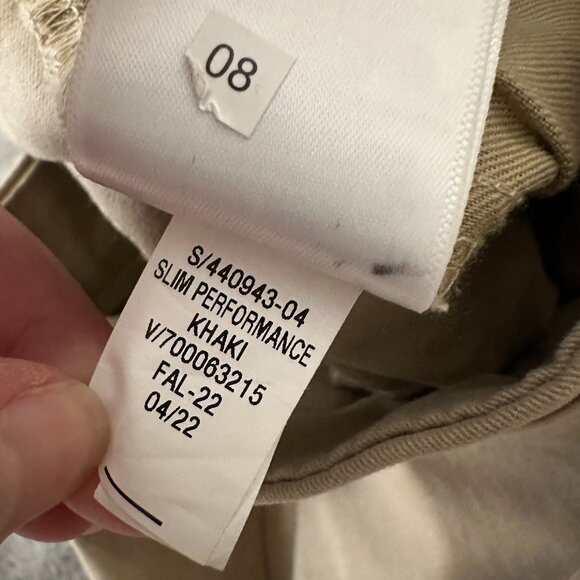 08
S/440943-04
SLIM PERFORMANCE
KHAKI
V/700063215
FAL-22
04/22